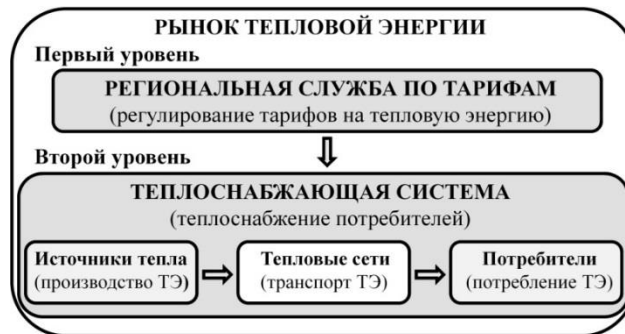 РЫНОК ТЕПЛОВОЙ ЭНЕРГИИ
Первый уровень
РЕГИОНАЛЬНАЯ СЛУЖБА ПО ТАРИФАМ
(регулирование тарифов на тепловую энергию)
Второй уровень
ТЕПЛОСНАБЖАЮЩАЯ СИСТЕМА
(теплоснабжение потребителей)
Источники тепла
(производство ТЭ)
Тепловые сети
(транспорт ТЭ)
Потребители
(потребление ТЭ)